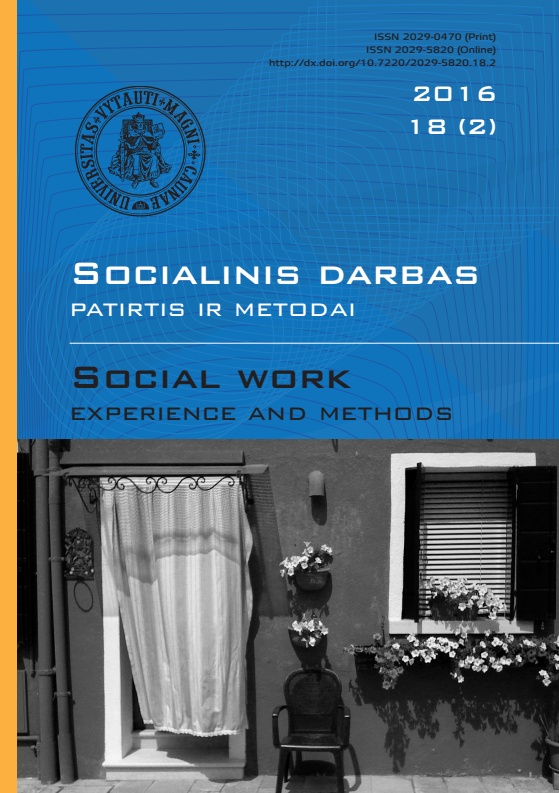 ISSN 2029-0470 (Print)
ISSN 2029-5820 (Online)
http://dx.doi.org/10.7220/2029-5820.18.2
2016
18 (2)
UNIVERSITAS VYTAUTI MAGNI CAUNAE
SOCIALINIS DARBAS
PATIRTIS IR METODAI
SOCIAL WORK
EXPERIENCE AND METHODS